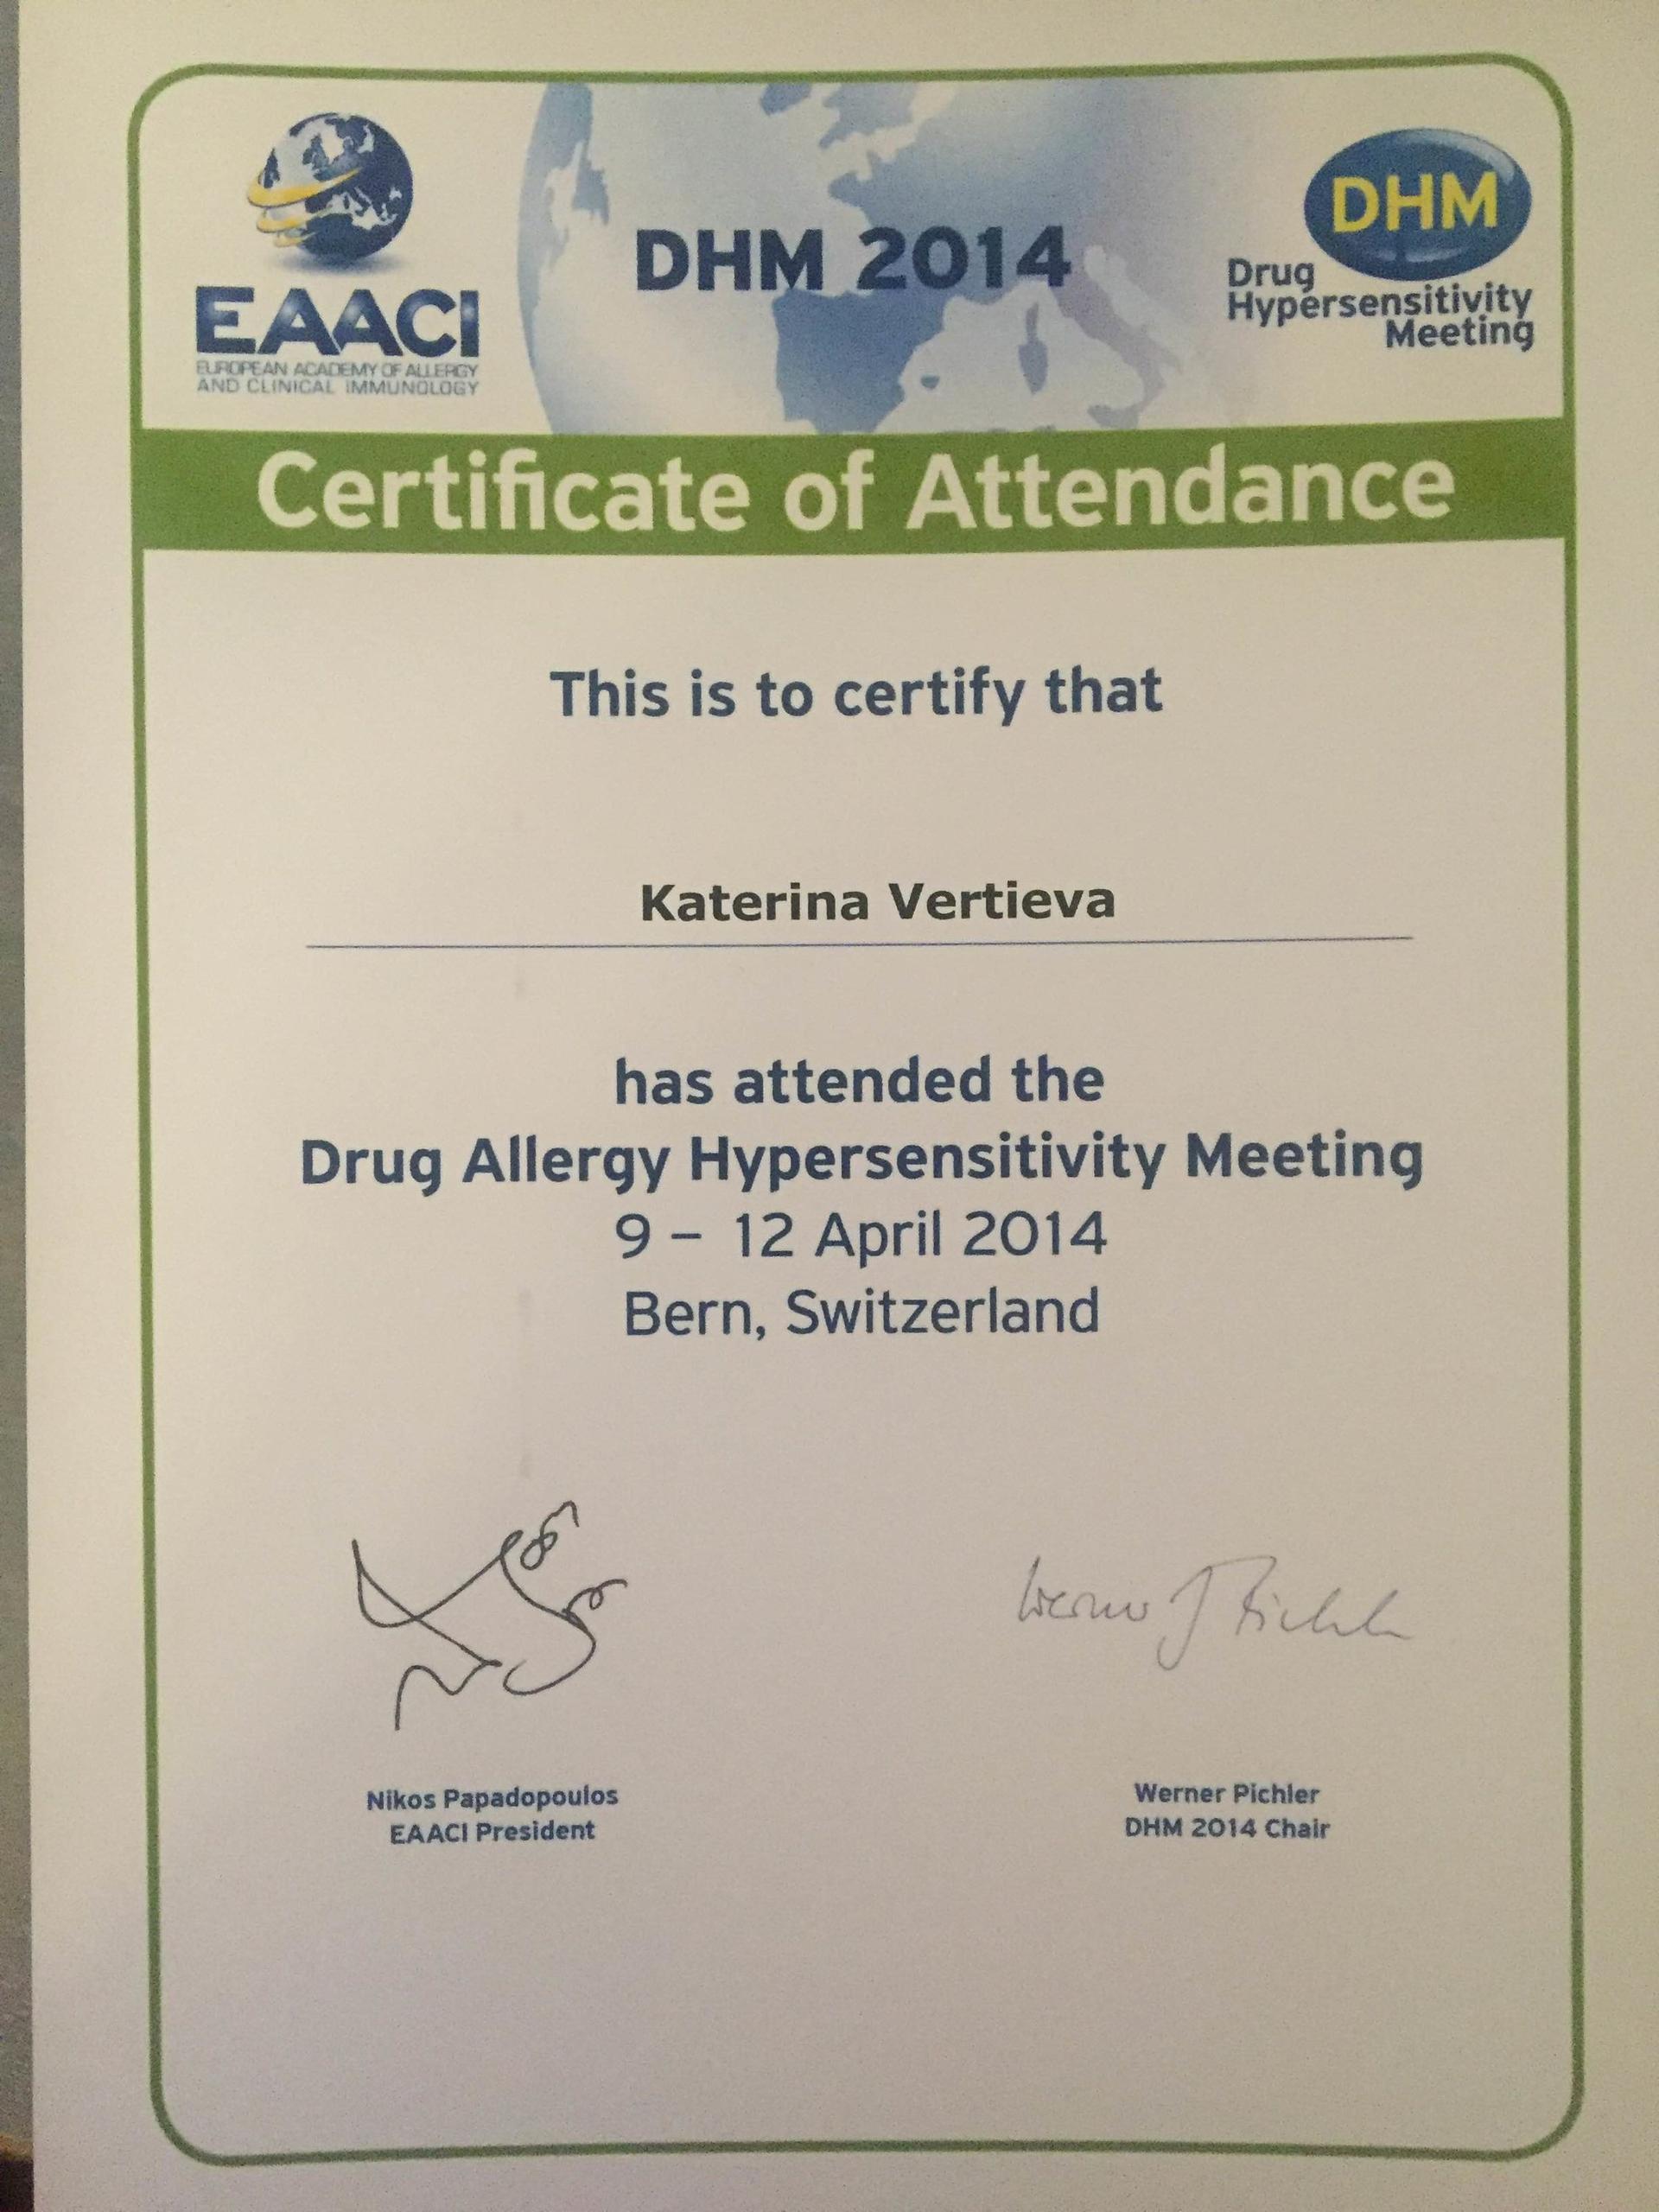 EAACI
EUROPEAN ACADEMY OF ALLERGY
AND CLINICAL IMMUNOLOGY
DHM 2014
DHM
Drug
Hypersensitivity
Meeting
Certificate of Attendance
This is to certify that
Katerina Vertieva
has attended the
Drug Allergy Hypersensitivity Meeting
9 – 12 April 2014
Bern, Switzerland
Werner J Pichler
Nikos Papadopoulos
EAACI President
Werner Pichler
DHM 2014 Chair